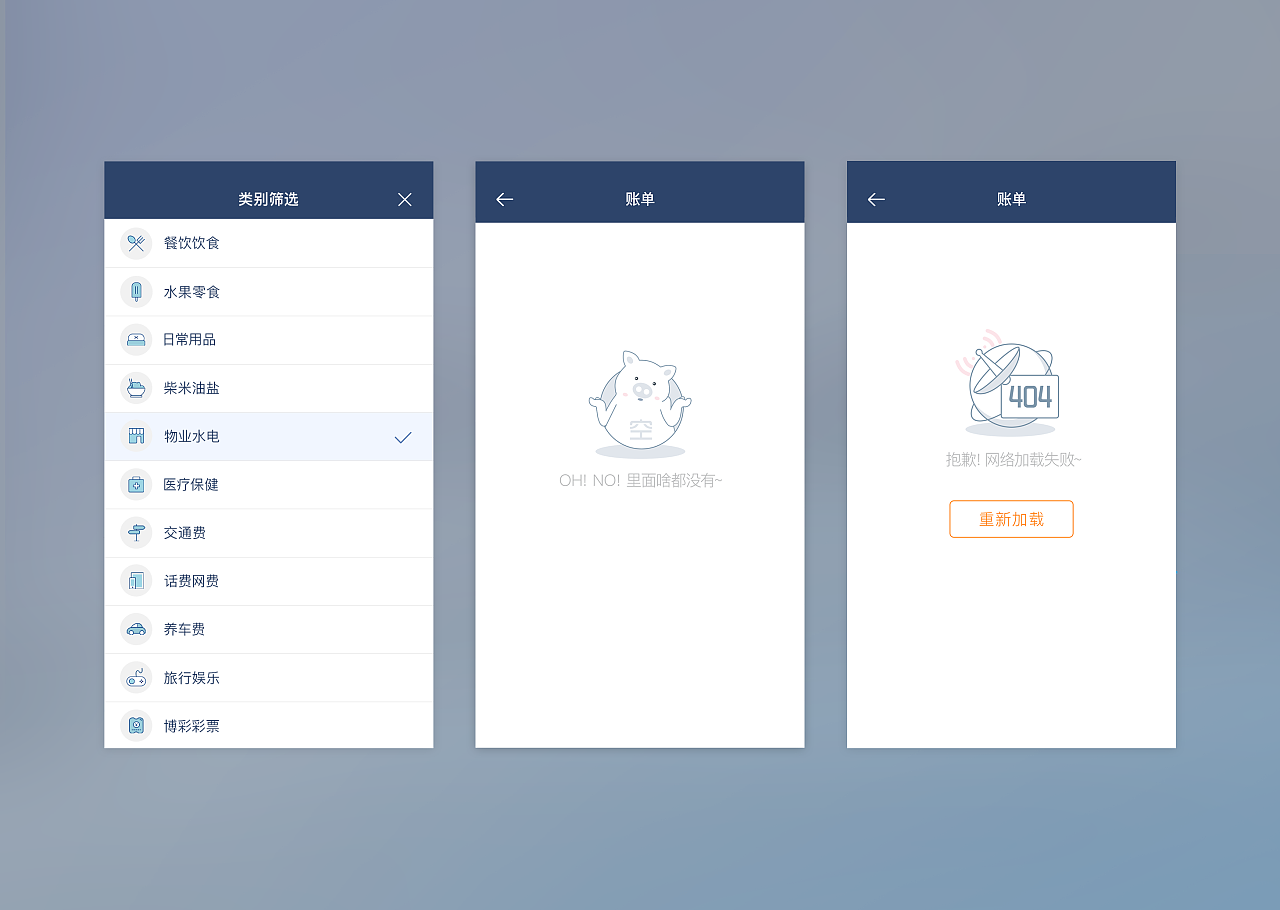 类别筛选
餐饮饮食
水果零食
日常用品
柴米油盐
物业水电
医疗保健
交通费
话费网费
养车费
旅行娱乐
博彩彩票
账单
空
OH! NO! 里面啥都没有~
账单
404
抱歉! 网络加载失败~
重新加载